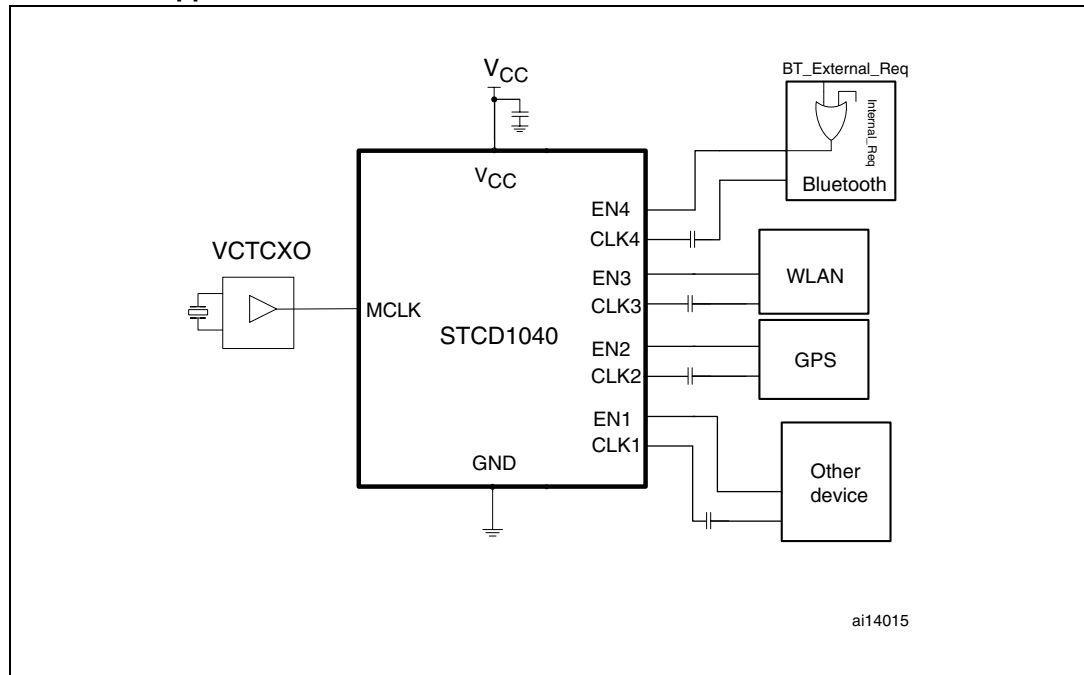 VCC
BT_External_Req
Internal_Req
Bluetooth
VCC
EN4
CLK4
VCTCXO
WLAN
EN3
MCLK
CLK3
STCD1040
EN2
GPS
CLK2
EN1
CLK1
GND
Other
device
ai14015